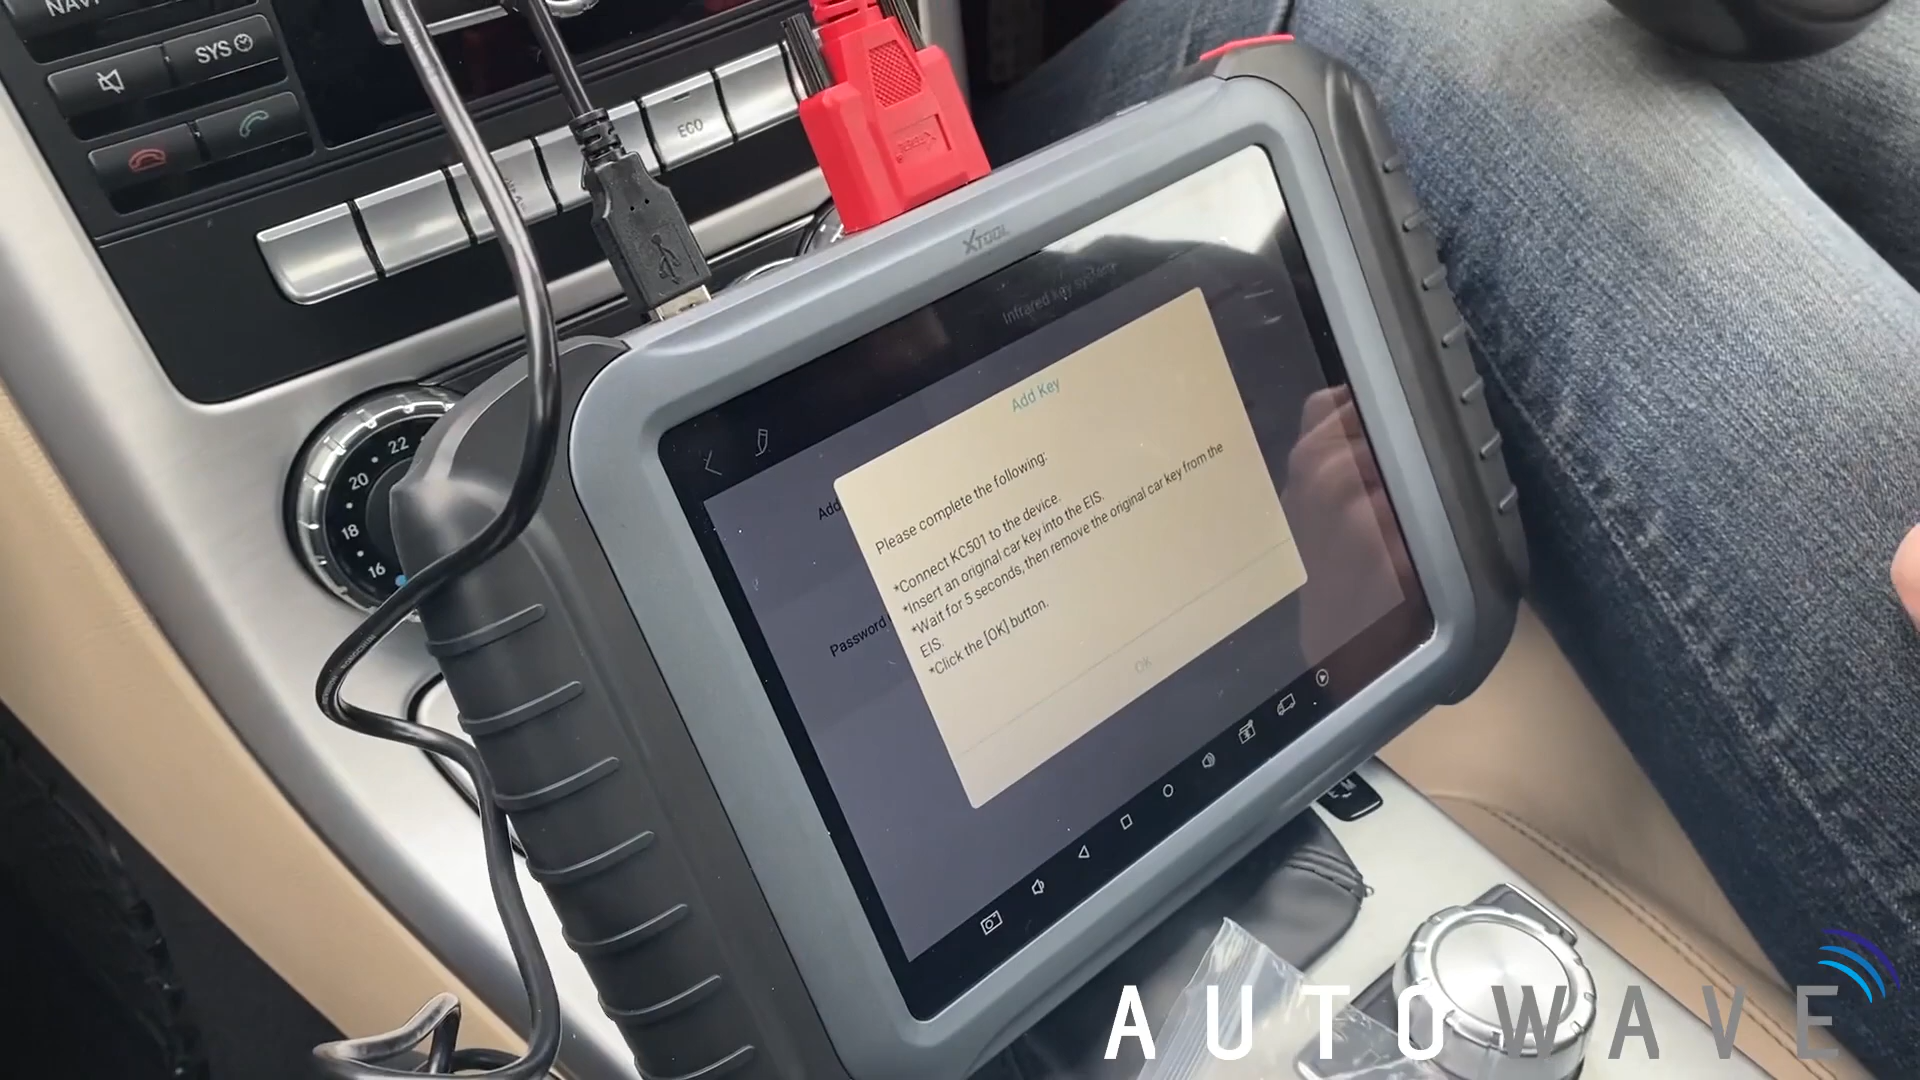 NAVI
SYS
ECO
XTOOL
XTOOL
Infrared key system
Add Key
Add
Please complete the following:
*Connect KC501 to the device.
*Insert an original car key into the EIS.
*Wait for 5 seconds, then remove the original car key from the
EIS.
*Click the [OK] button.
Password
OK
22
20
18
16
AUTOWAVE